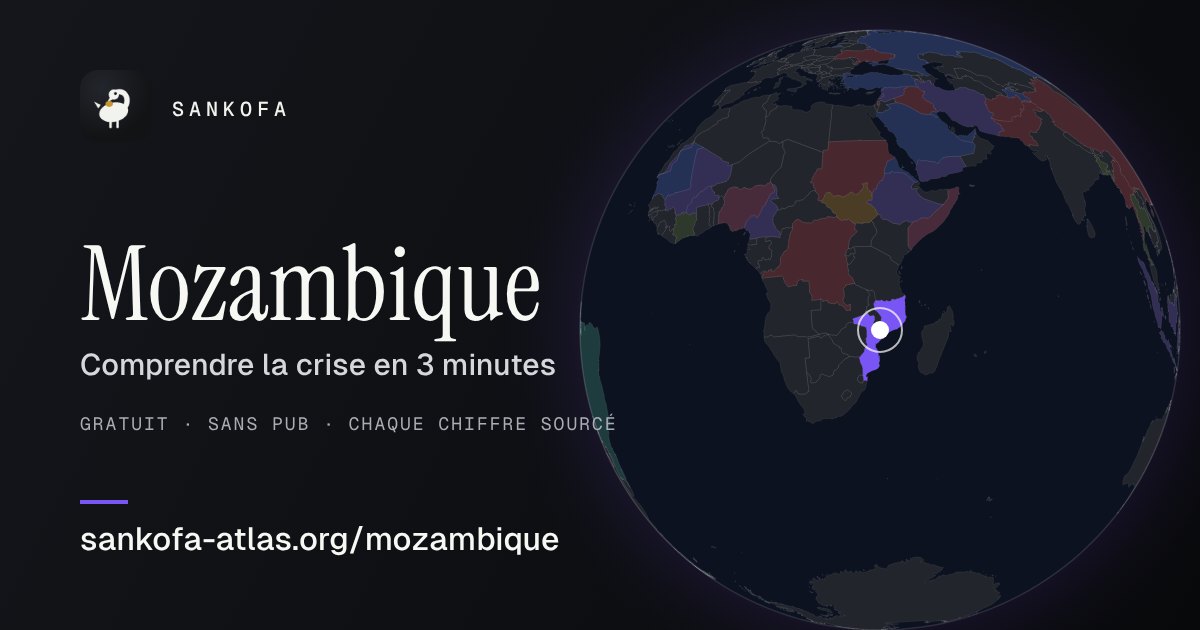 SANKOFA
Mozambique
Comprendre la crise en 3 minutes
GRATUIT · SANS PUB · CHAQUE CHIFFRE SOURCÉ
sankofa-atlas.org/mozambique